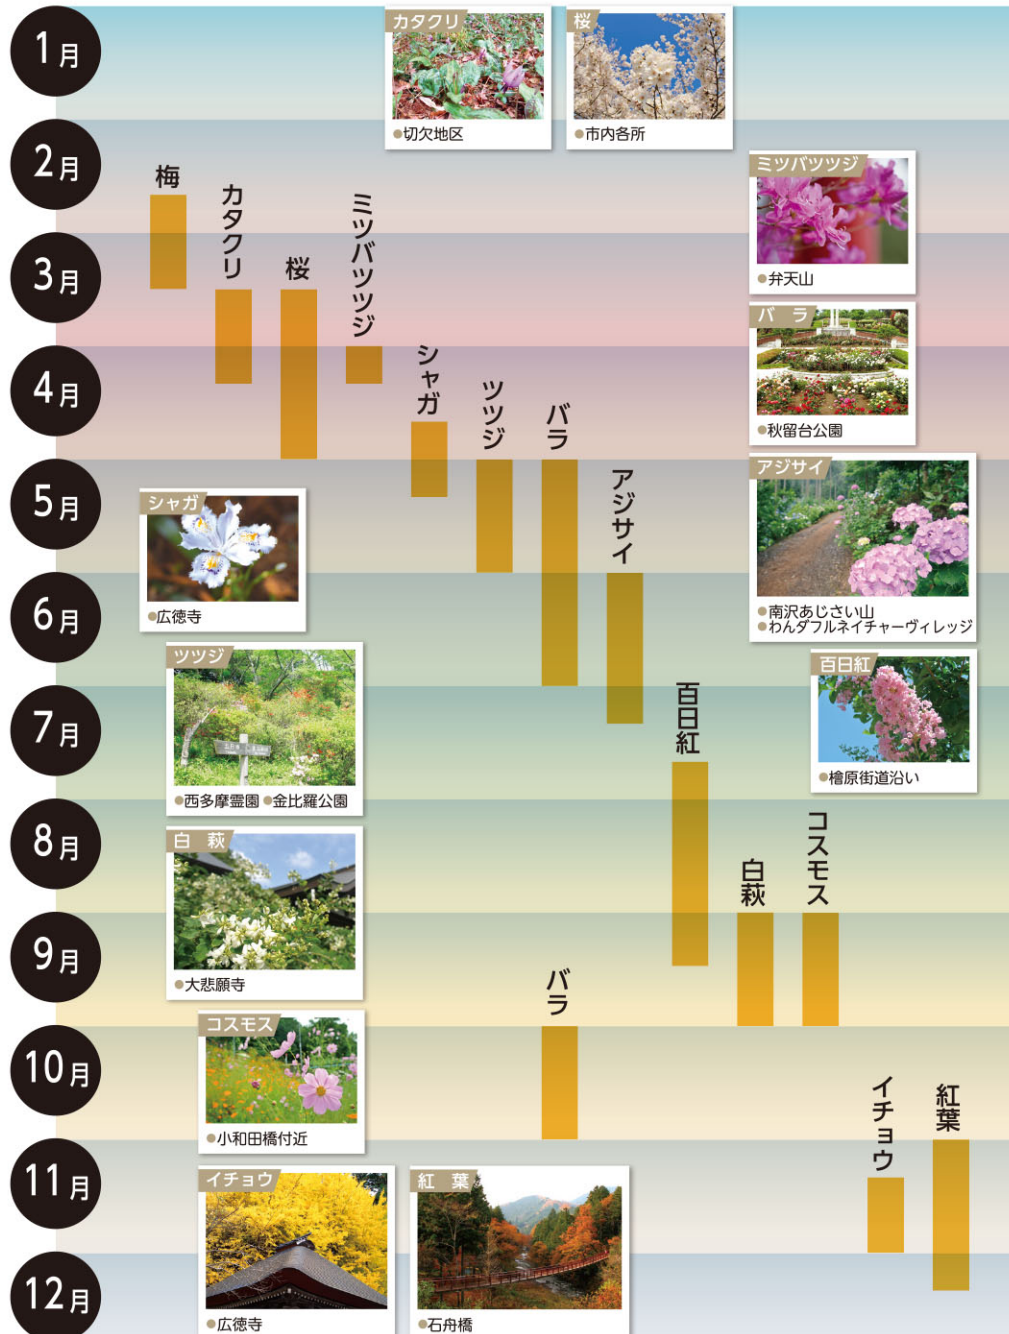 1月
2月
3月
4月
5月
6月
7月
8月
9月
10月
11月
12月
梅
カタクリ
桜
ミツバツツジ
シャガ
ツツジ
バラ
アジサイ
百日紅
白萩
コスモス
バラ
イチョウ
紅葉
カタクリ
●切欠地区
桜
●市内各所
ミツバツツジ
●弁天山
バラ
●秋留台公園
アジサイ
●南沢あじさい山
●わんダフルネイチャーヴィレッジ
シャガ
●広徳寺
ツツジ
●西多摩霊園 ●金比羅公園
百日紅
●檜原街道沿い
白萩
●大悲願寺
コスモス
●小和田橋付近
イチョウ
●広徳寺
紅葉
●石舟橋